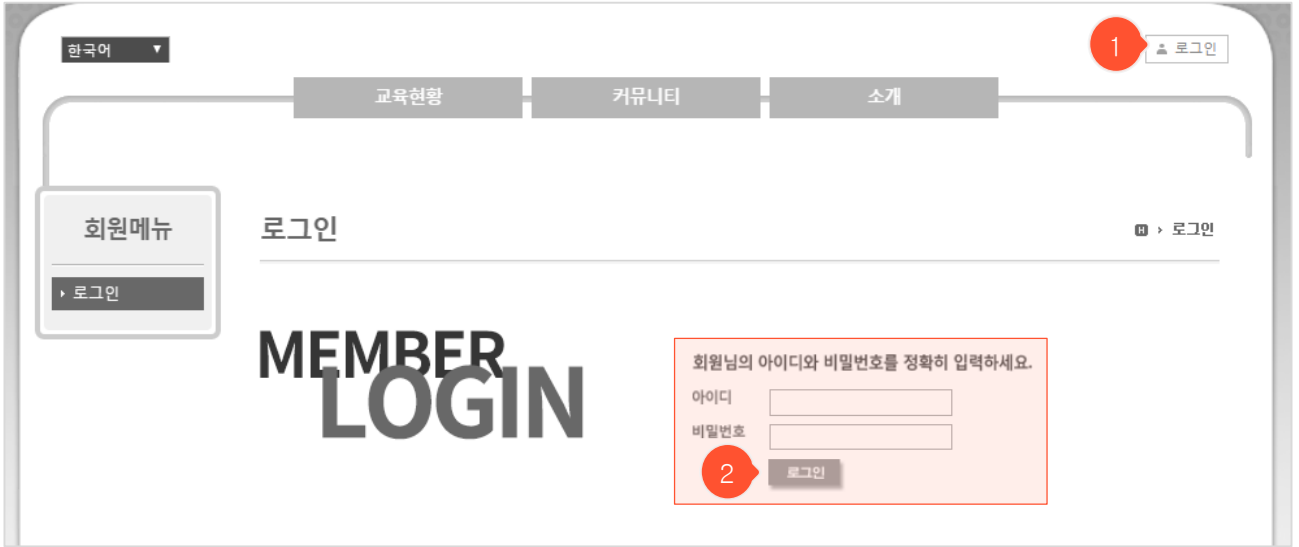 한국어 ▼
1 로그인
교육현황 커뮤니티 소개
회원메뉴
로그인
로그인
H › 로그인
MEMBER
LOGIN
회원님의 아이디와 비밀번호를 정확히 입력하세요.
아이디
비밀번호
2 로그인